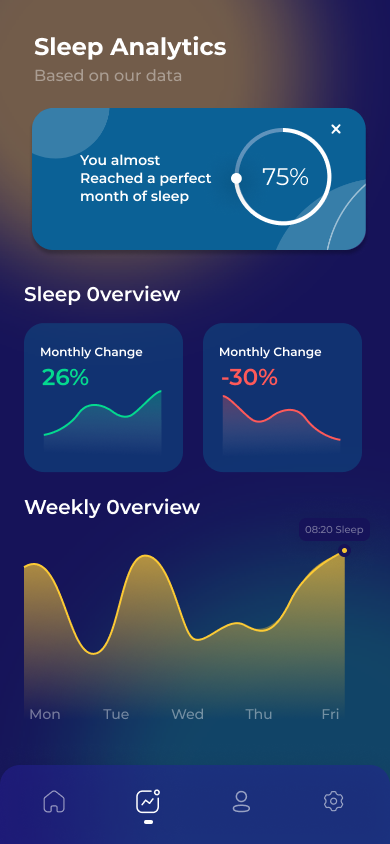 Sleep Analytics
Based on our data
You almost
Reached a perfect
month of sleep
75%
Sleep 0verview
Monthly Change
26%
Monthly Change
-30%
Weekly 0verview
08:20 Sleep
Mon Tue Wed Thu Fri